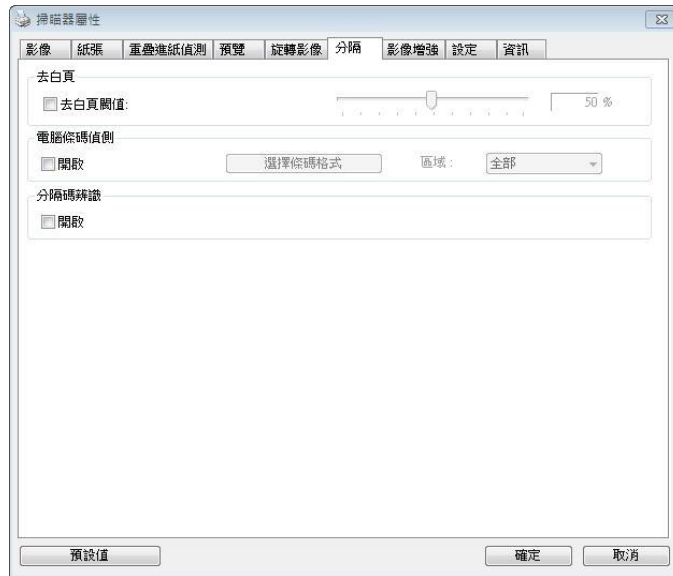 掃瞄器屬性
影像 紙張 重疊進紙偵測 預覽 旋轉影像 分隔 影像增強 設定 資訊
去白頁
去白頁閾值: 50 %
電腦條碼偵側
開啟 選擇條碼格式 區域: 全部
分隔碼辨識
開啟
預設值 確定 取消